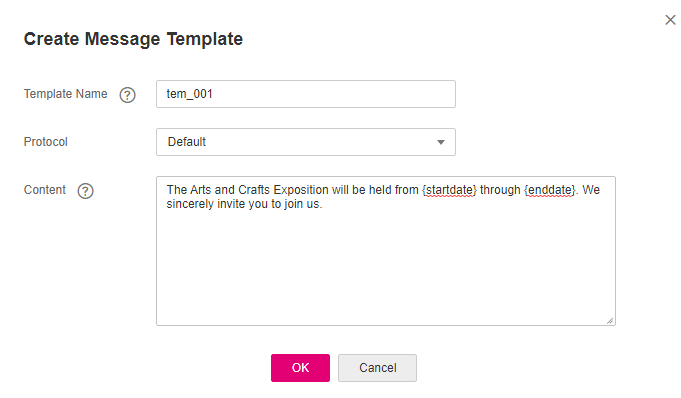 Create Message Template
Template Name ? tem_001
Protocol Default
Content ? The Arts and Crafts Exposition will be held from {startdate} through {enddate}. We
sincerely invite you to join us.
OK Cancel